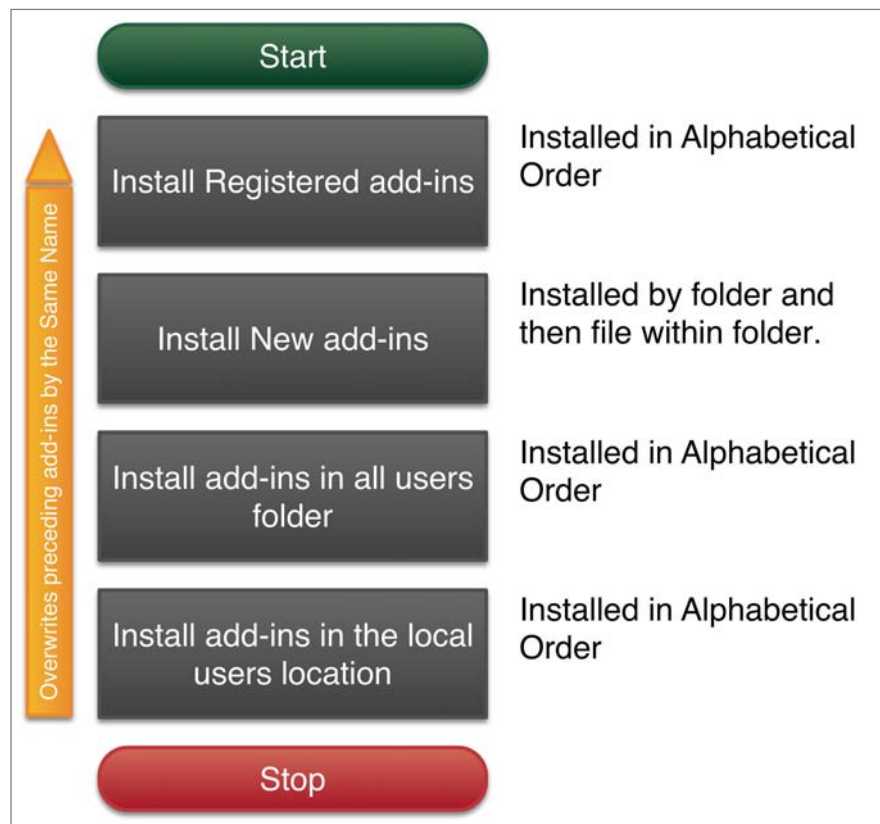 Start
Install Registered add-ins
Installed in Alphabetical
Order
Install New add-ins
Installed by folder and
then file within folder.
Install add-ins in all users
folder
Installed in Alphabetical
Order
Install add-ins in the local
users location
Installed in Alphabetical
Order
Stop
Overwrites preceding add-ins by the Same Name